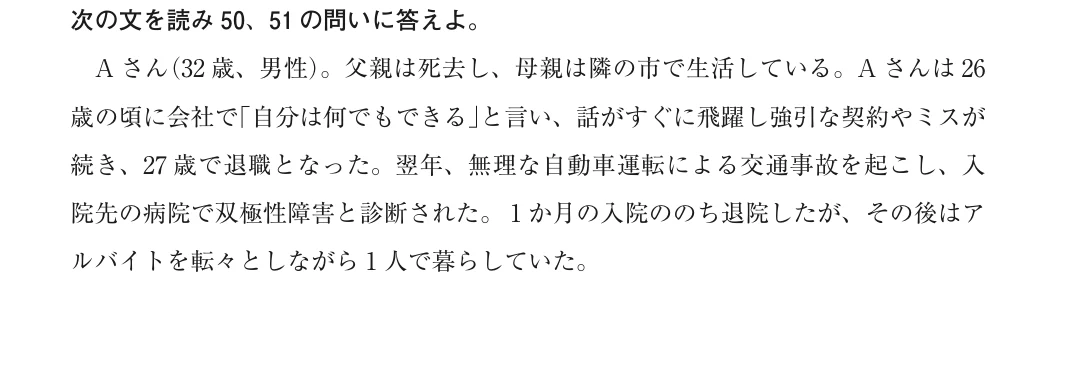 次の文を読み 50、51 の問いに答えよ。
A さん(32 歳、男性)。父親は死去し、母親は隣の市で生活している。A さんは 26
歳の頃に会社で｢自分は何でもできる｣と言い、話がすぐに飛躍し強引な契約やミスが
続き、27 歳で退職となった。翌年、無理な自動車運転による交通事故を起こし、入
院先の病院で双極性障害と診断された。1 か月の入院ののち退院したが、その後はア
ルバイトを転々としながら 1 人で暮らしていた。